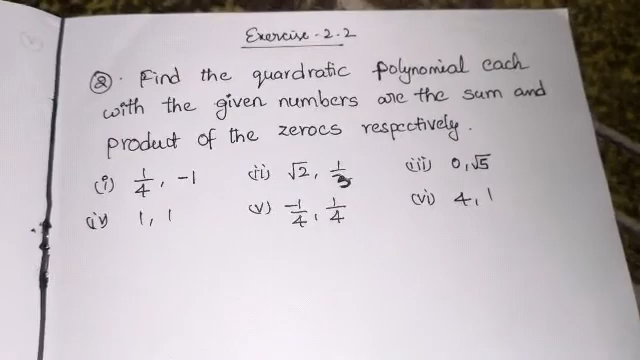 Exercise-2.2
②. Find the quardratic polynomial each
with the given numbers are the sum and
product of the zeroes respectively.
(i) 1/4, -1 (ii) √2, 1/3 (iii) 0, √5
(iv) 1, 1 (v) -1/4, 1/4 (vi) 4, 1